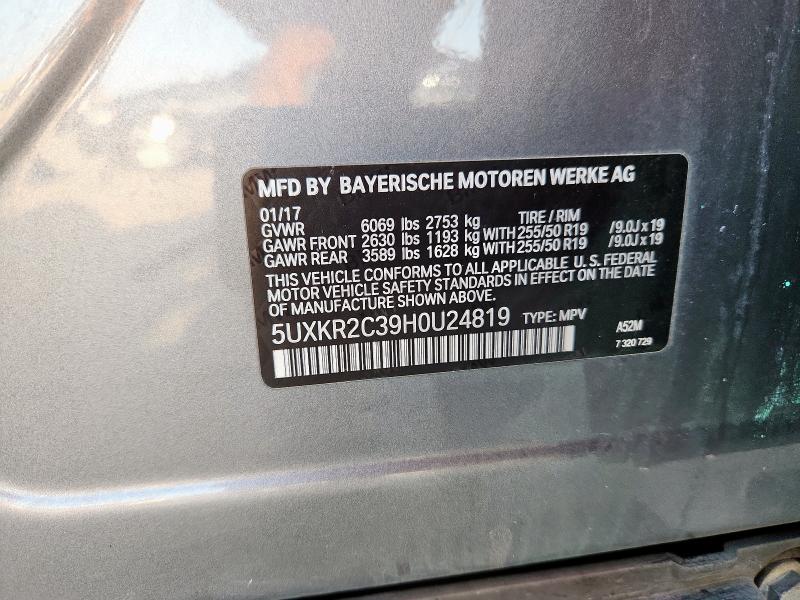 MFD BY BAYERISCHE MOTOREN WERKE AG
01/17 TIRE / RIM
GVWR 6069 lbs 2753 kg
GAWR FRONT 2630 lbs 1193 kg WITH 255/50 R19 /9.0J x 19
GAWR REAR 3589 lbs 1628 kg WITH 255/50 R19 /9.0J x 19
THIS VEHICLE CONFORMS TO ALL APPLICABLE U.S. FEDERAL
MOTOR VEHICLE SAFETY STANDARDS IN EFFECT ON THE DATE
OF MANUFACTURE SHOWN ABOVE.
5UXKR2C39H0U24819 TYPE: MPV A52M
7 320 729